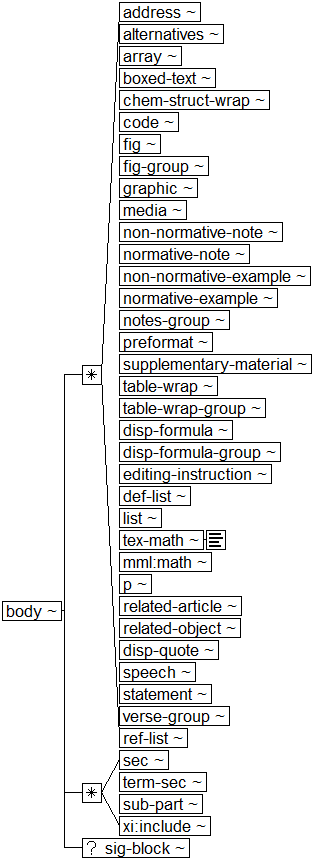 address ~
alternatives ~
array ~
boxed-text ~
chem-struct-wrap ~
code ~
fig ~
fig-group ~
graphic ~
media ~
non-normative-note ~
normative-note ~
non-normative-example ~
normative-example ~
notes-group ~
preformat ~
supplementary-material ~
*
table-wrap ~
table-wrap-group ~
disp-formula ~
disp-formula-group ~
editing-instruction ~
def-list ~
list ~
tex-math ~
mml:math ~
p ~
body ~
related-article ~
related-object ~
disp-quote ~
speech ~
statement ~
verse-group ~
ref-list ~
*
sec ~
term-sec ~
sub-part ~
xi:include ~
? sig-block ~